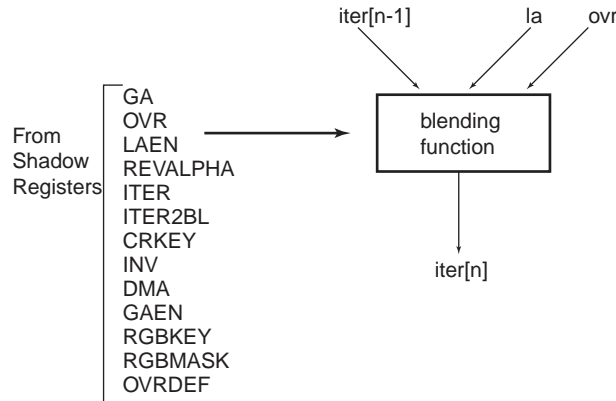 iter[n-1] la ovr
From
Shadow
Registers
GA
OVR
LAEN
REVALPHA
ITER
ITER2BL
CRKEY
INV
DMA
GAEN
RGBKEY
RGBMASK
OVRDEF
blending
function
iter[n]